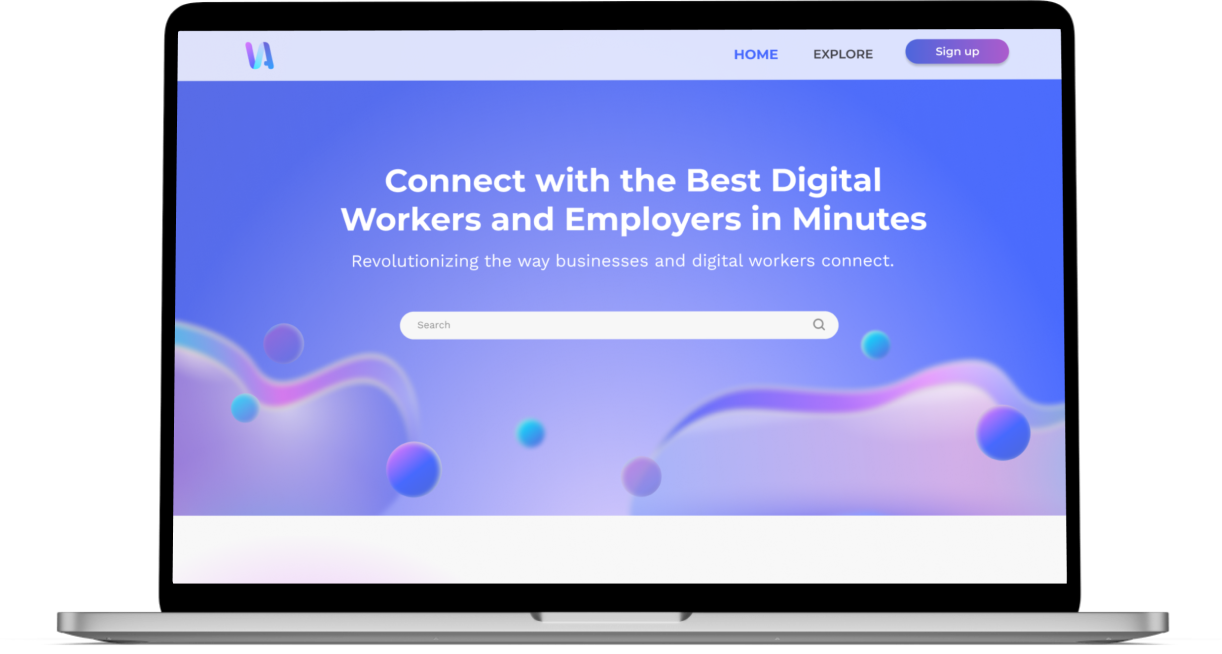 VA
HOME EXPLORE Sign up
Connect with the Best Digital
Workers and Employers in Minutes
Revolutionizing the way businesses and digital workers connect.
Search